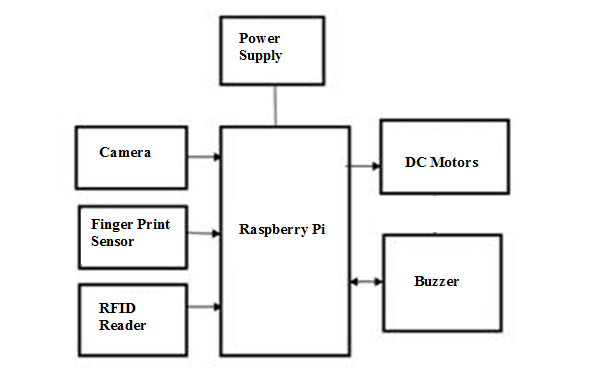 Power
Supply
Camera
DC Motors
Finger Print
Sensor
Raspberry Pi
Buzzer
RFID
Reader